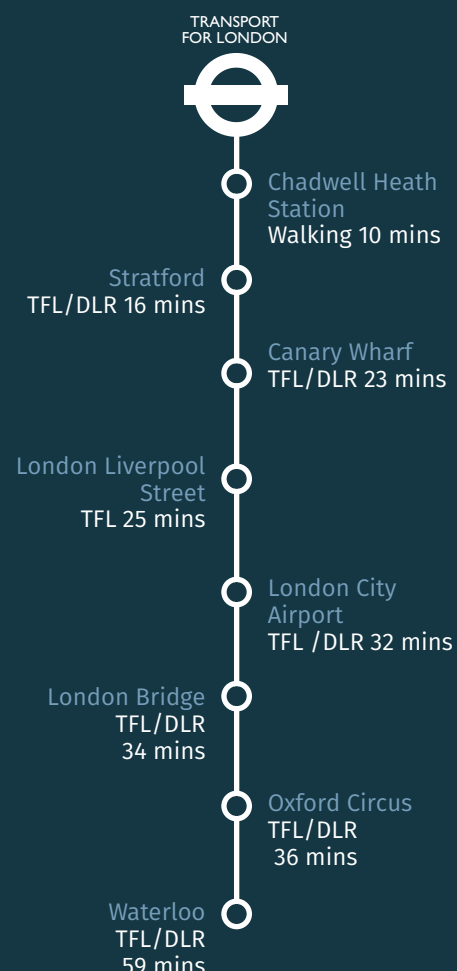 TRANSPORT
FOR LONDON
Chadwell Heath
Station
Walking 10 mins
Stratford
TFL/DLR 16 mins
Canary Wharf
TFL/DLR 23 mins
London Liverpool
Street
TFL 25 mins
London City
Airport
TFL /DLR 32 mins
London Bridge
TFL/DLR
34 mins
Oxford Circus
TFL/DLR
36 mins
Waterloo
TFL/DLR
59 mins